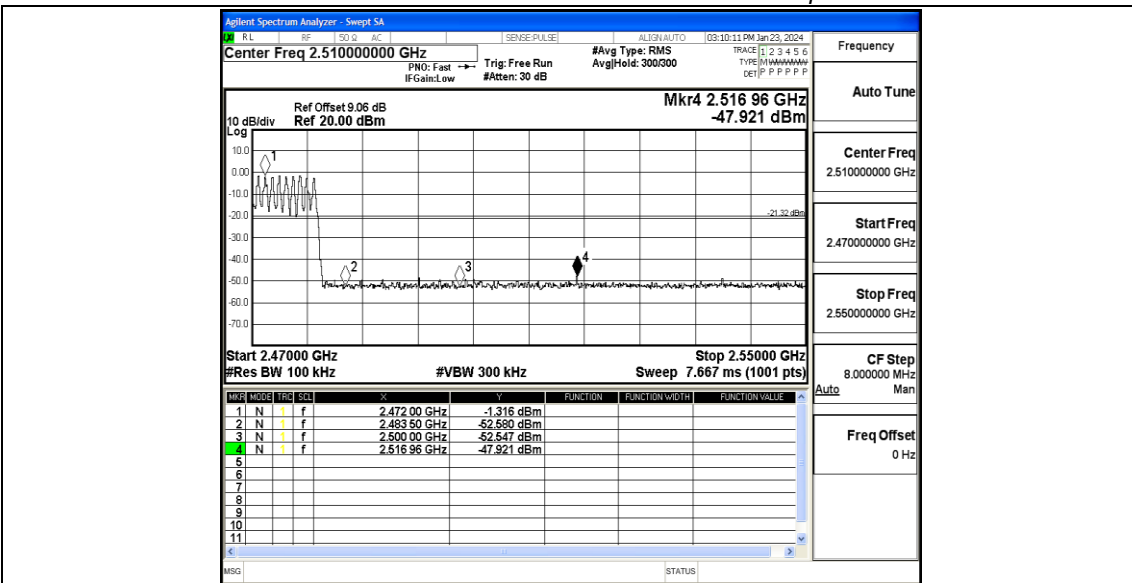 Agilent Spectrum Analyzer - Swept SA
RL RF 50 Ω AC SENSE:PULSE ALIGNAUTO 03:10:11 PM Jan 23, 2024
Center Freq 2.510000000 GHz #Avg Type: RMS TRACE 1 2 3 4 5 6
PNO: Fast Trig: Free Run Avg|Hold: 300/300 TYPE M WWWWW
IFGain:Low #Atten: 30 dB DET P P P P P P
Frequency
Auto Tune
Center Freq
2.510000000 GHz
Start Freq
2.470000000 GHz
Stop Freq
2.550000000 GHz
CF Step
8.000000 MHz
Auto Man
Freq Offset
0 Hz
Mkr4 2.516 96 GHz
-47.921 dBm
Ref Offset 9.06 dB
10 dB/div Ref 20.00 dBm
Log
10.0
0.00
-10.0
-20.0
-30.0
-40.0
-50.0
-60.0
-70.0
1
2
3
4
-21.32 dBm
Start 2.47000 GHz Stop 2.55000 GHz
#Res BW 100 kHz #VBW 300 kHz Sweep 7.667 ms (1001 pts)
MKR MODE TRC SCL X Y FUNCTION FUNCTION WIDTH FUNCTION VALUE
1 N 1 f 2.472 00 GHz -1.316 dBm
2 N 1 f 2.483 50 GHz -52.580 dBm
3 N 1 f 2.500 00 GHz -52.547 dBm
4 N 1 f 2.516 96 GHz -47.921 dBm
5
6
7
8
9
10
11
MSG STATUS